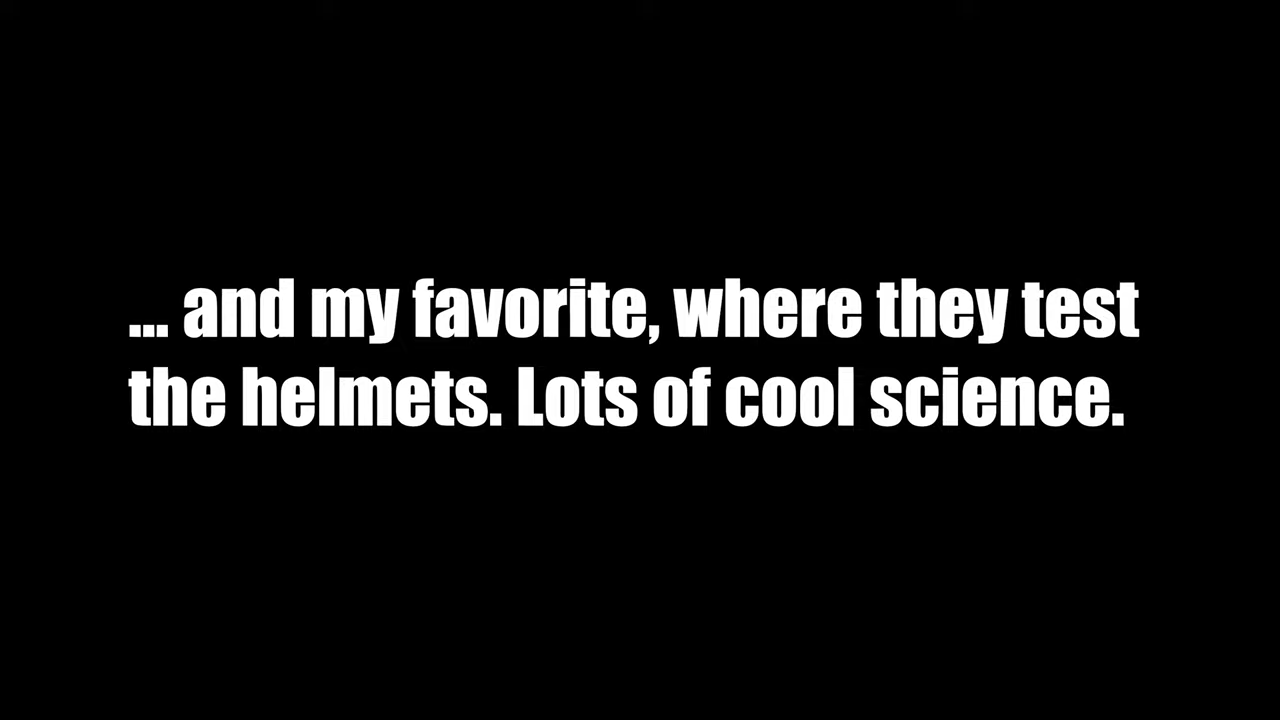 ... and my favorite, where they test
the helmets. Lots of cool science.